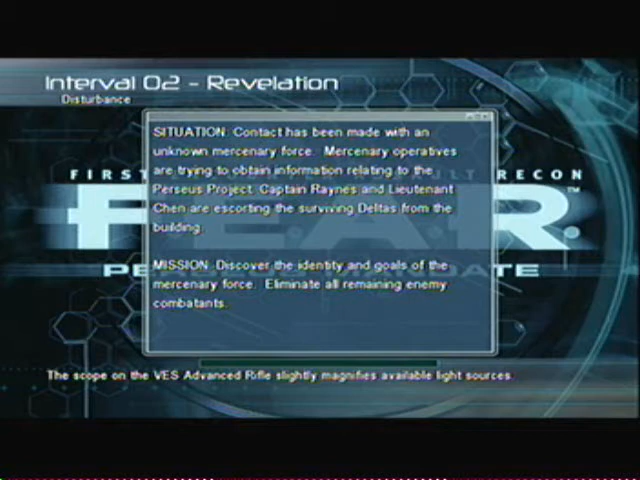 Interval 02 - Revelation
Disturbance
SITUATION: Contact has been made with an
unknown mercenary force. Mercenary operatives
are trying to obtain information relating to the
Perseus Project. Captain Raynes and Lieutenant
Chen are escorting the surviving Deltas from the
building.
MISSION: Discover the identity and goals of the
mercenary force. Eliminate all remaining enemy
combatants.
FIRST RECON
F.E.A.R.
The scope on the VES Advanced Rifle slightly magnifies available light sources.